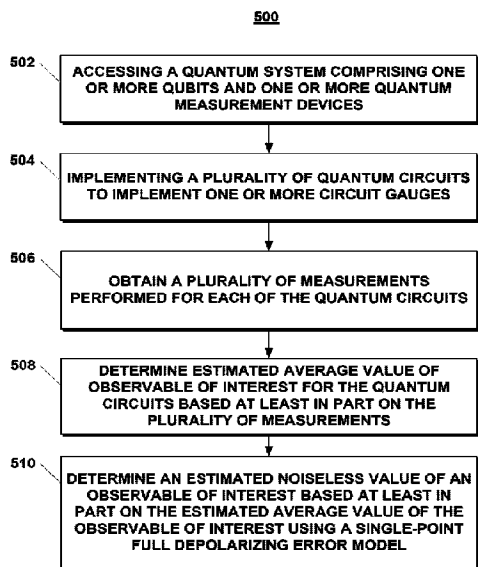 500
502
ACCESSING A QUANTUM SYSTEM COMPRISING ONE
OR MORE QUBITS AND ONE OR MORE QUANTUM
MEASUREMENT DEVICES
504
IMPLEMENTING A PLURALITY OF QUANTUM CIRCUITS
TO IMPLEMENT ONE OR MORE CIRCUIT GAUGES
506
OBTAIN A PLURALITY OF MEASUREMENTS
PERFORMED FOR EACH OF THE QUANTUM CIRCUITS
508
DETERMINE ESTIMATED AVERAGE VALUE OF
OBSERVABLE OF INTEREST FOR THE QUANTUM
CIRCUITS BASED AT LEAST IN PART ON THE
PLURALITY OF MEASUREMENTS
510
DETERMINE AN ESTIMATED NOISELESS VALUE OF AN
OBSERVABLE OF INTEREST BASED AT LEAST IN
PART ON THE ESTIMATED AVERAGE VALUE OF THE
OBSERVABLE OF INTEREST USING A SINGLE-POINT
FULL DEPOLARIZING ERROR MODEL